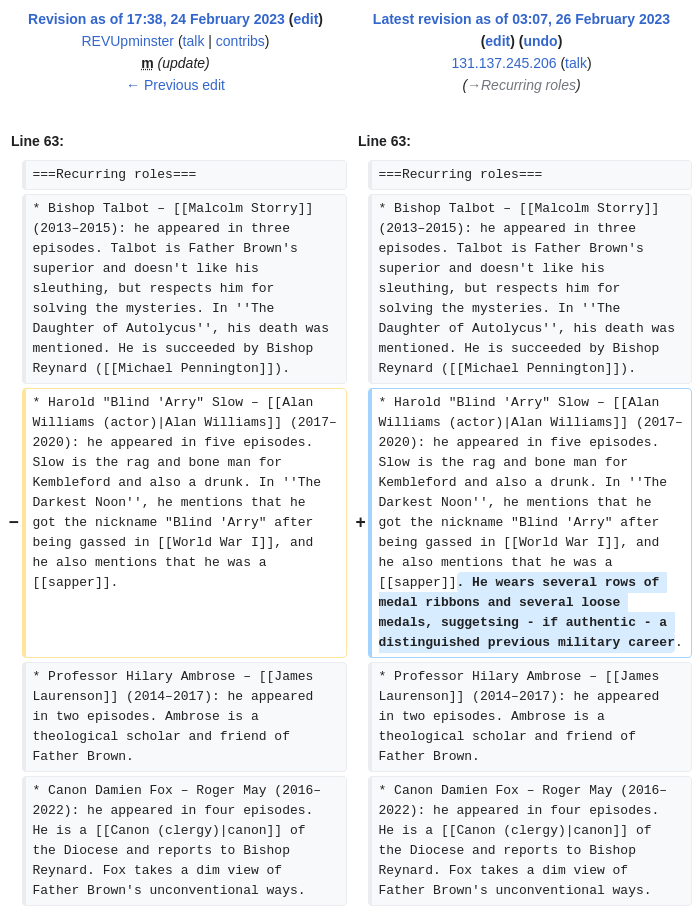 Revision as of 17:38, 24 February 2023 (edit)
REVUpminster (talk | contribs)
m (update)
← Previous edit
Latest revision as of 03:07, 26 February 2023
(edit) (undo)
131.137.245.206 (talk)
(→Recurring roles)
Line 63:
Line 63:
===Recurring roles===
===Recurring roles===
* Bishop Talbot – [[Malcolm Storry]]
(2013–2015): he appeared in three
episodes. Talbot is Father Brown's
superior and doesn't like his
sleuthing, but respects him for
solving the mysteries. In ''The
Daughter of Autolycus'', his death was
mentioned. He is succeeded by Bishop
Reynard ([[Michael Pennington]]).
* Bishop Talbot – [[Malcolm Storry]]
(2013–2015): he appeared in three
episodes. Talbot is Father Brown's
superior and doesn't like his
sleuthing, but respects him for
solving the mysteries. In ''The
Daughter of Autolycus'', his death was
mentioned. He is succeeded by Bishop
Reynard ([[Michael Pennington]]).
−
* Harold "Blind 'Arry" Slow – [[Alan
Williams (actor)|Alan Williams]] (2017–
2020): he appeared in five episodes.
Slow is the rag and bone man for
Kembleford and also a drunk. In ''The
Darkest Noon'', he mentions that he
got the nickname "Blind 'Arry" after
being gassed in [[World War I]], and
he also mentions that he was a
[[sapper]].
+
* Harold "Blind 'Arry" Slow – [[Alan
Williams (actor)|Alan Williams]] (2017–
2020): he appeared in five episodes.
Slow is the rag and bone man for
Kembleford and also a drunk. In ''The
Darkest Noon'', he mentions that he
got the nickname "Blind 'Arry" after
being gassed in [[World War I]], and
he also mentions that he was a
[[sapper]]. He wears several rows of
medal ribbons and several loose
medals, suggetsing - if authentic - a
distinguished previous military career.
* Professor Hilary Ambrose – [[James
Laurenson]] (2014–2017): he appeared
in two episodes. Ambrose is a
theological scholar and friend of
Father Brown.
* Professor Hilary Ambrose – [[James
Laurenson]] (2014–2017): he appeared
in two episodes. Ambrose is a
theological scholar and friend of
Father Brown.
* Canon Damien Fox – Roger May (2016–
2022): he appeared in four episodes.
He is a [[Canon (clergy)|canon]] of
the Diocese and reports to Bishop
Reynard. Fox takes a dim view of
Father Brown's unconventional ways.
* Canon Damien Fox – Roger May (2016–
2022): he appeared in four episodes.
He is a [[Canon (clergy)|canon]] of
the Diocese and reports to Bishop
Reynard. Fox takes a dim view of
Father Brown's unconventional ways.